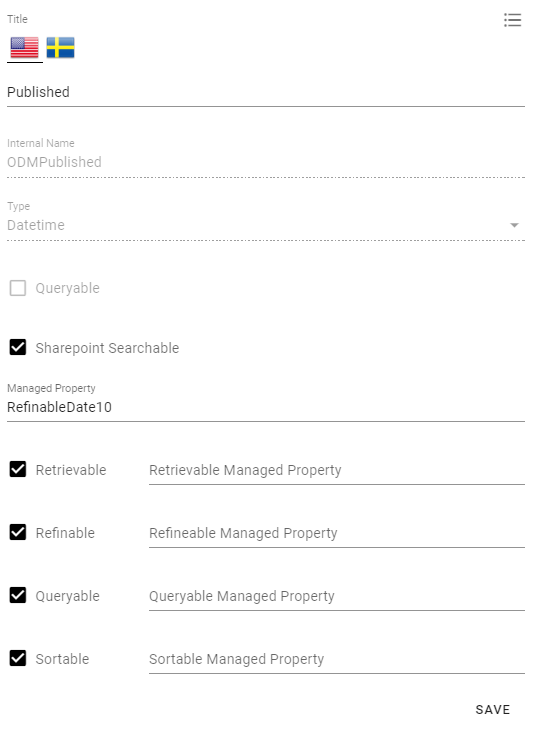 Title
Published
Internal Name
ODMPublished
Type
Datetime
Queryable
Sharepoint Searchable
Managed Property
RefinableDate10
Retrievable Retrievable Managed Property
Refinable Refineable Managed Property
Queryable Queryable Managed Property
Sortable Sortable Managed Property
SAVE